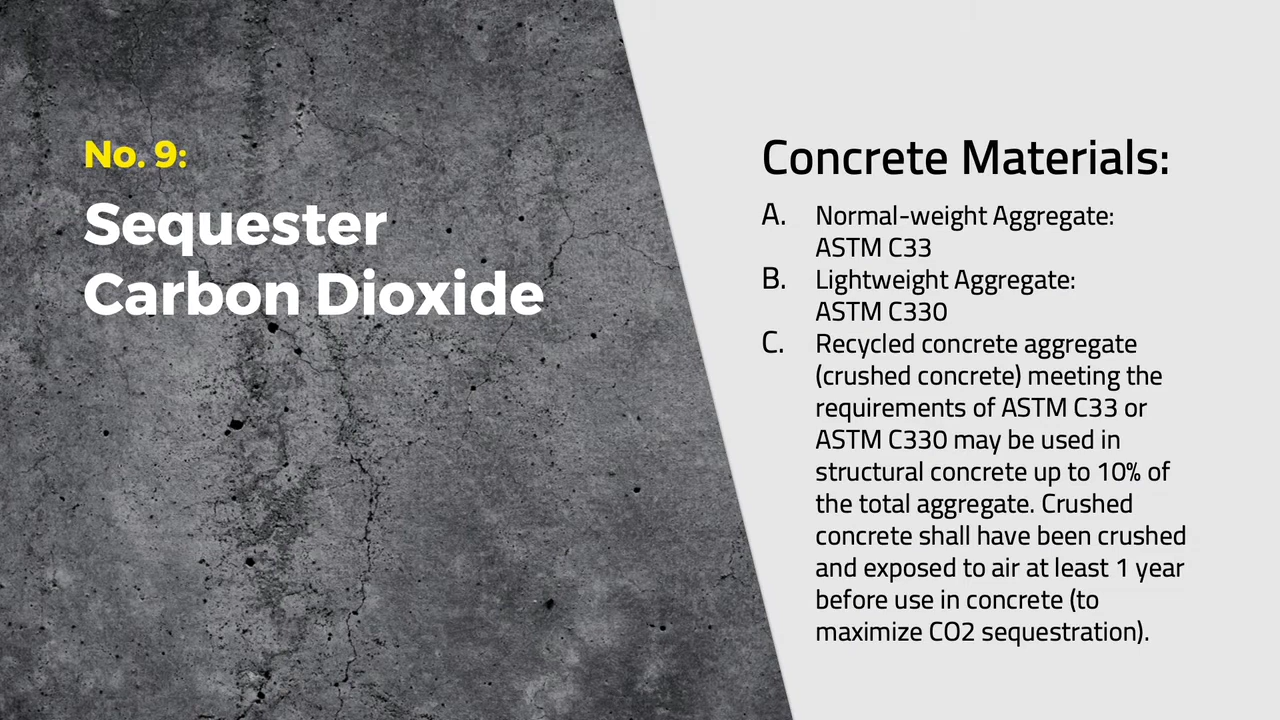 No. 9:
Sequester
Carbon Dioxide
Concrete Materials:
A. Normal-weight Aggregate:
ASTM C33
B. Lightweight Aggregate:
ASTM C330
C. Recycled concrete aggregate
(crushed concrete) meeting the
requirements of ASTM C33 or
ASTM C330 may be used in
structural concrete up to 10% of
the total aggregate. Crushed
concrete shall have been crushed
and exposed to air at least 1 year
before use in concrete (to
maximize CO2 sequestration).